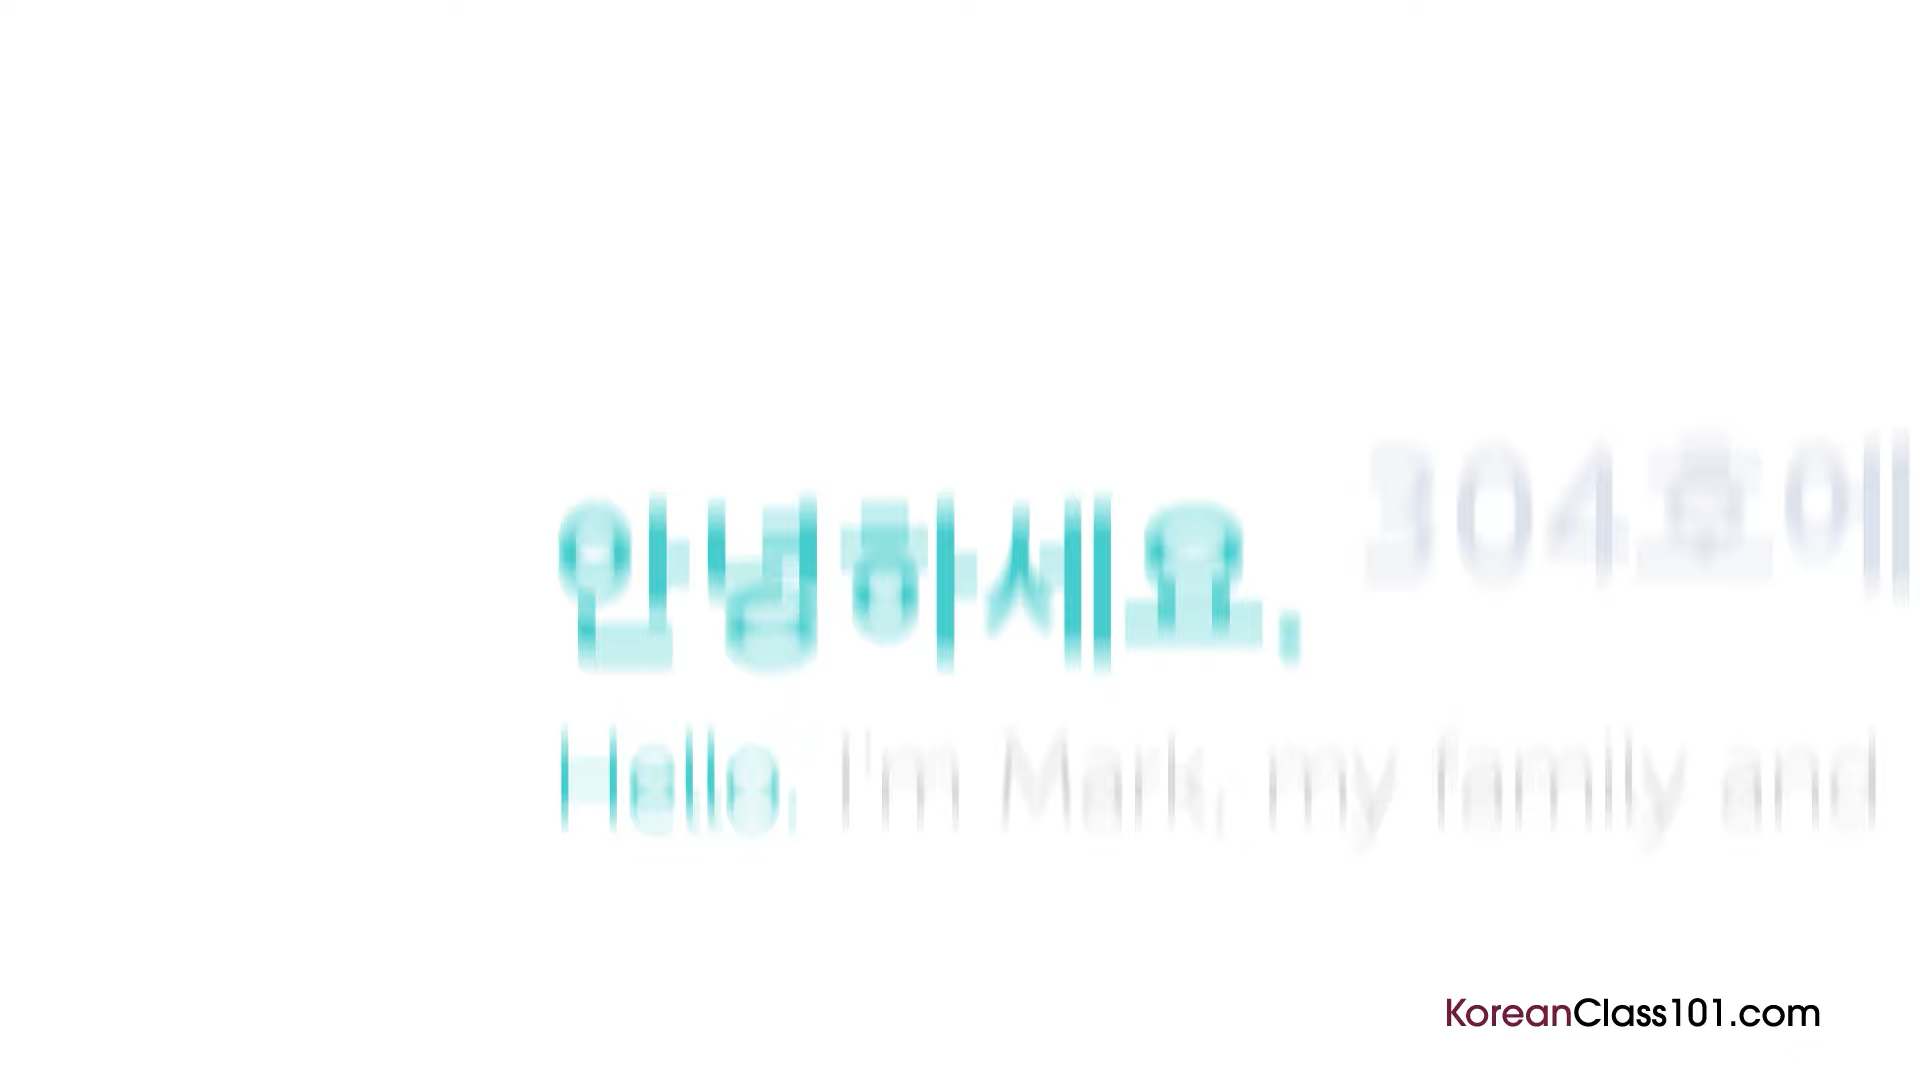 안녕하세요. 304호에
Hello. I'm Mark, my family and
KoreanClass101.com